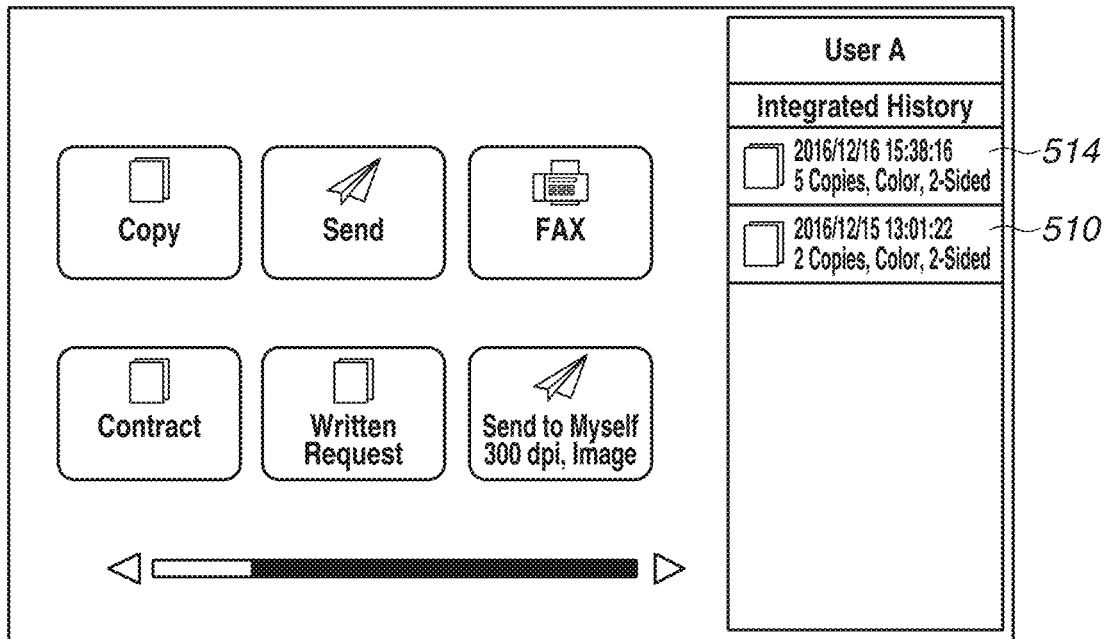 User A
Integrated History
2016/12/16 15:38:16
5 Copies, Color, 2-Sided
514
2016/12/15 13:01:22
2 Copies, Color, 2-Sided
510
Copy
Send
FAX
Contract
Written
Request
Send to Myself
300 dpi, Image